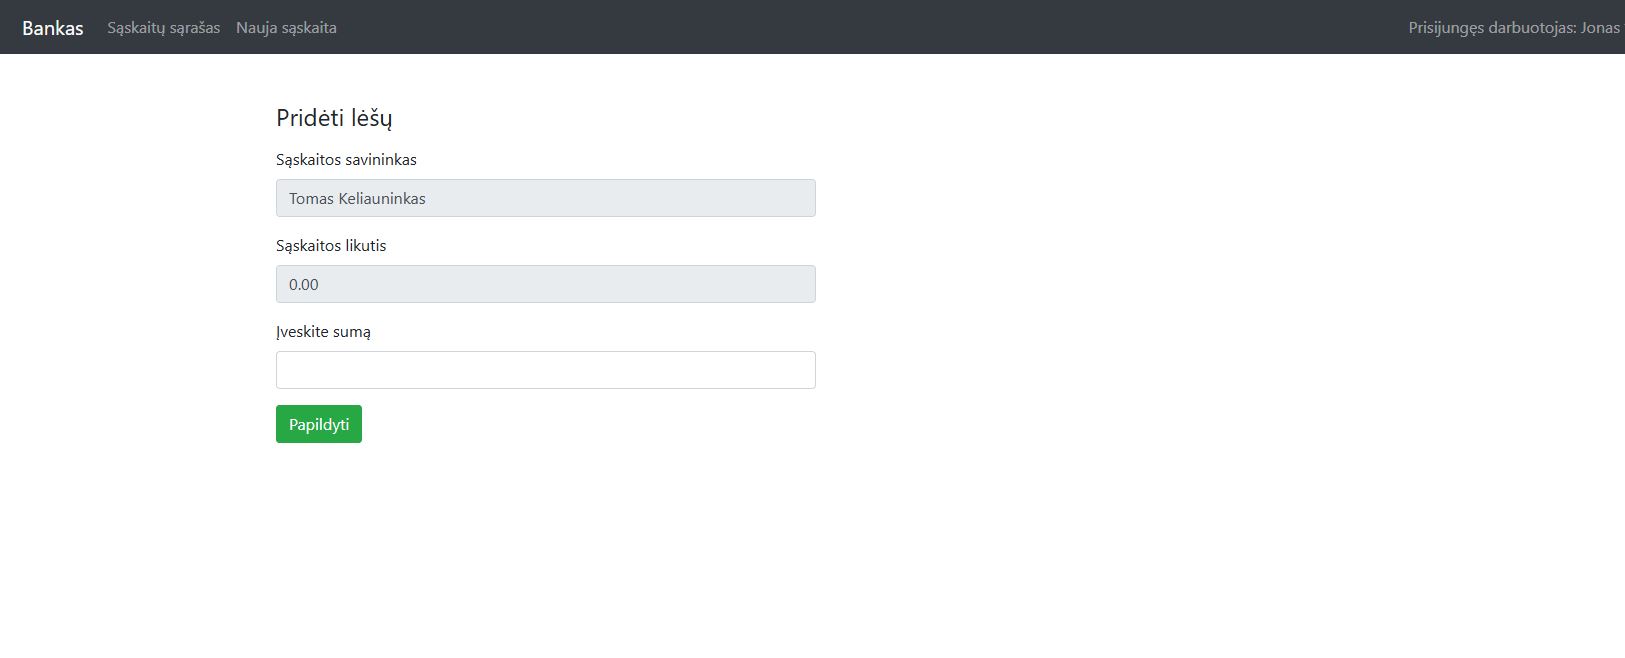 Bankas Sąskaitų sąrašas Nauja sąskaita Prisijungęs darbuotojas: Jonas
Pridėti lėšų
Sąskaitos savininkas
Tomas Keliauninkas
Sąskaitos likutis
0.00
Įveskite sumą
Papildyti